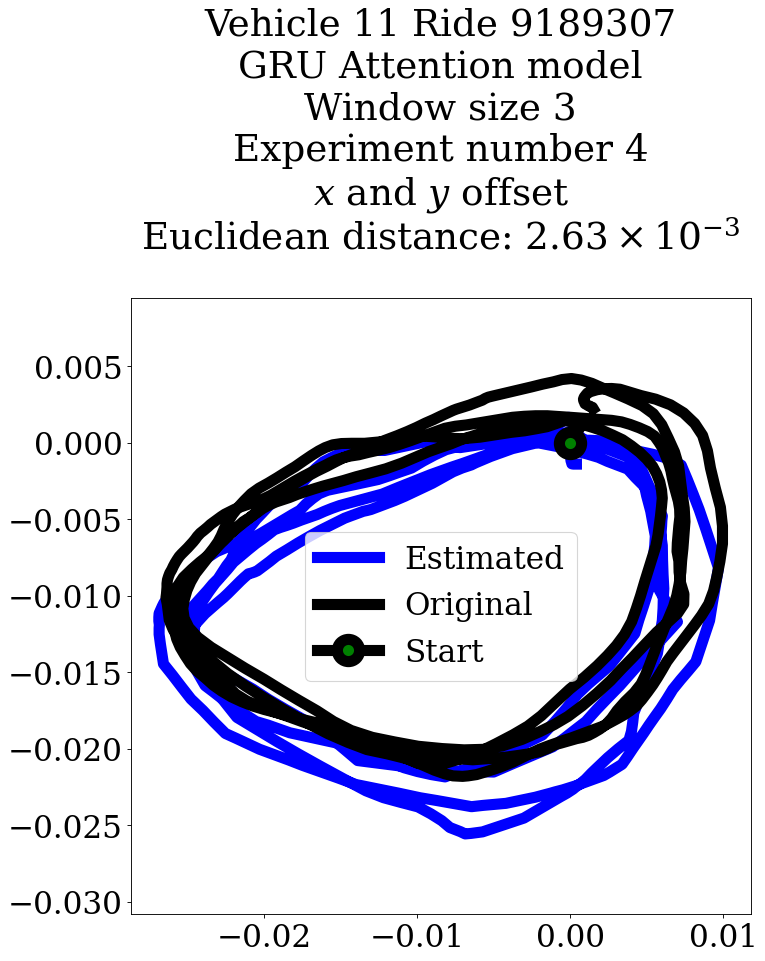 Vehicle 11 Ride 9189307
GRU Attention model
Window size 3
Experiment number 4
x and y offset
Euclidean distance: 2.63 × 10⁻³
0.005
0.000
−0.005
−0.010
−0.015
−0.020
−0.025
−0.030
Estimated
Original
Start
−0.02 −0.01 0.00 0.01